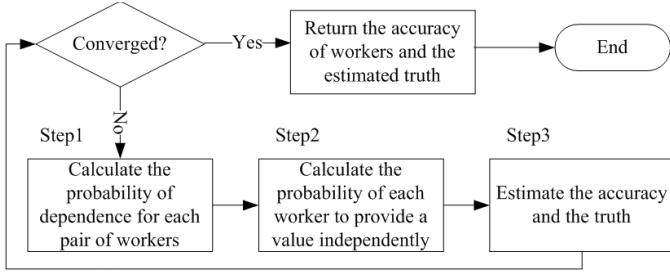 Converged?
Yes
Return the accuracy
of workers and the
estimated truth
End
No
Step1
Step2
Step3
Calculate the
probability of
dependence for each
pair of workers
Calculate the
probability of each
worker to provide a
value independently
Estimate the accuracy
and the truth